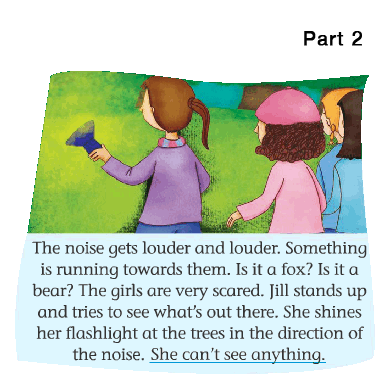 Part 2
The noise gets louder and louder. Something
is running towards them. Is it a fox? Is it a
bear? The girls are very scared. Jill stands up
and tries to see what's out there. She shines
her flashlight at the trees in the direction of
the noise. She can't see anything.